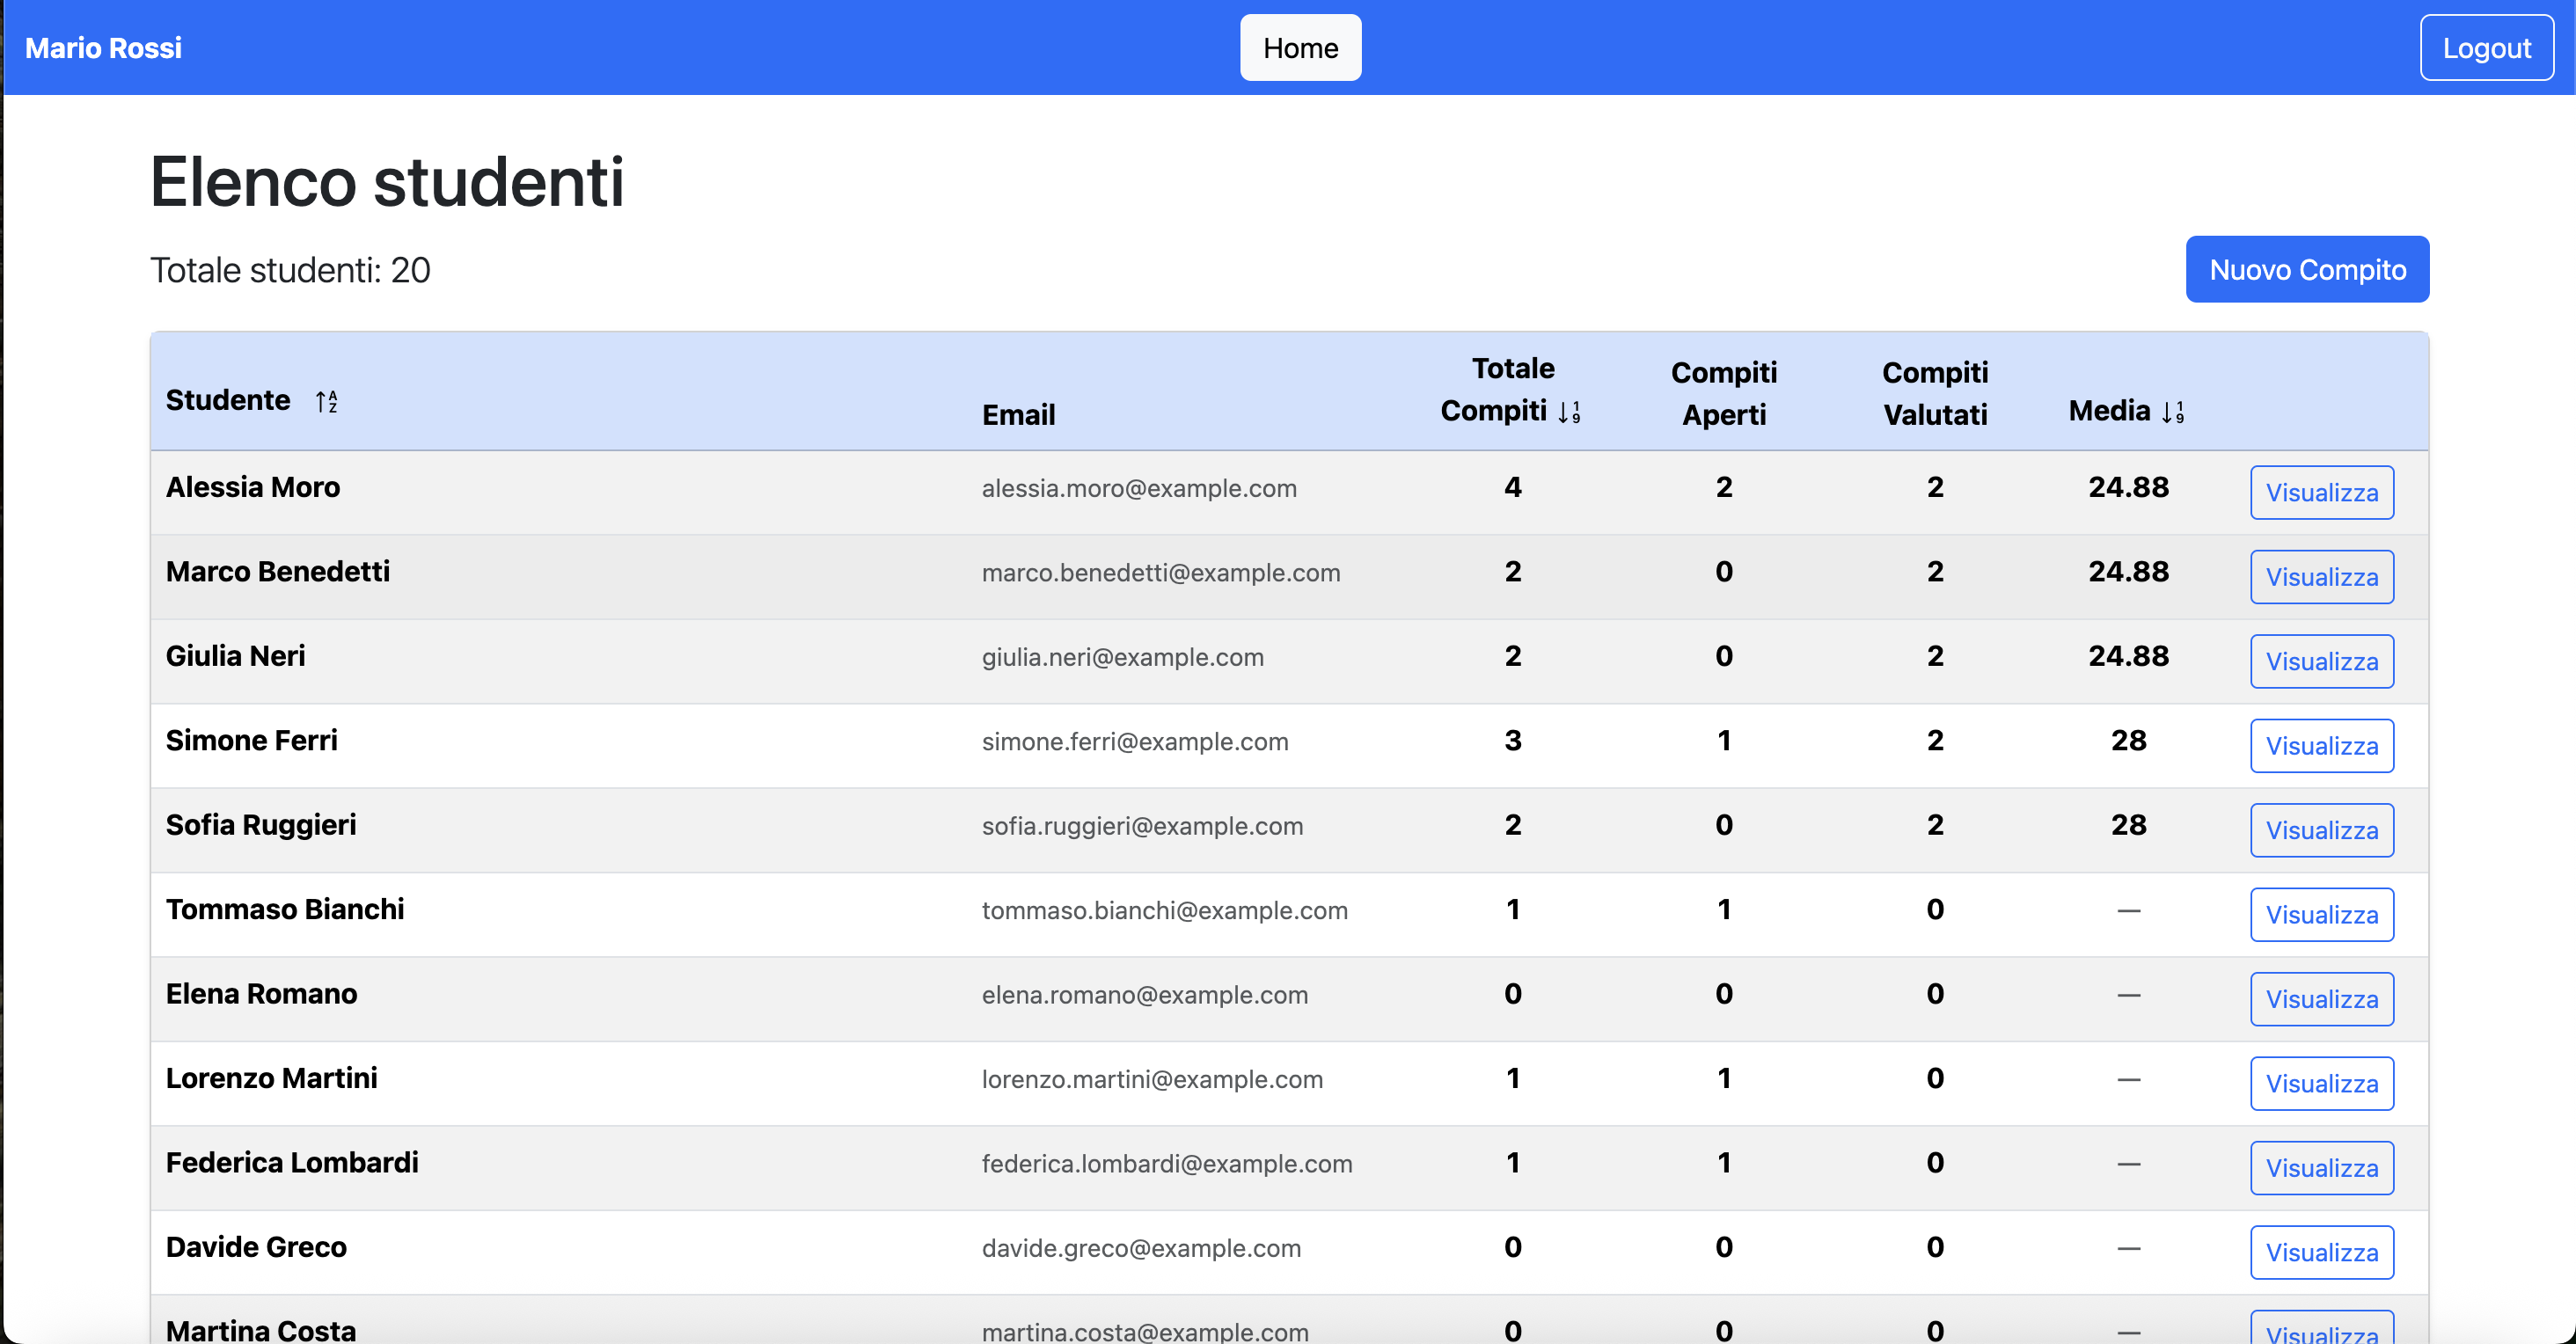 Mario Rossi Home Logout
Elenco studenti
Totale studenti: 20 Nuovo Compito
Studente Email Totale Compiti Compiti Aperti Compiti Valutati Media
Alessia Moro alessia.moro@example.com 4 2 2 24.88 Visualizza
Marco Benedetti marco.benedetti@example.com 2 0 2 24.88 Visualizza
Giulia Neri giulia.neri@example.com 2 0 2 24.88 Visualizza
Simone Ferri simone.ferri@example.com 3 1 2 28 Visualizza
Sofia Ruggieri sofia.ruggieri@example.com 2 0 2 28 Visualizza
Tommaso Bianchi tommaso.bianchi@example.com 1 1 0 — Visualizza
Elena Romano elena.romano@example.com 0 0 0 — Visualizza
Lorenzo Martini lorenzo.martini@example.com 1 1 0 — Visualizza
Federica Lombardi federica.lombardi@example.com 1 1 0 — Visualizza
Davide Greco davide.greco@example.com 0 0 0 — Visualizza
Martina Costa martina.costa@example.com 0 0 0 — Visualizza